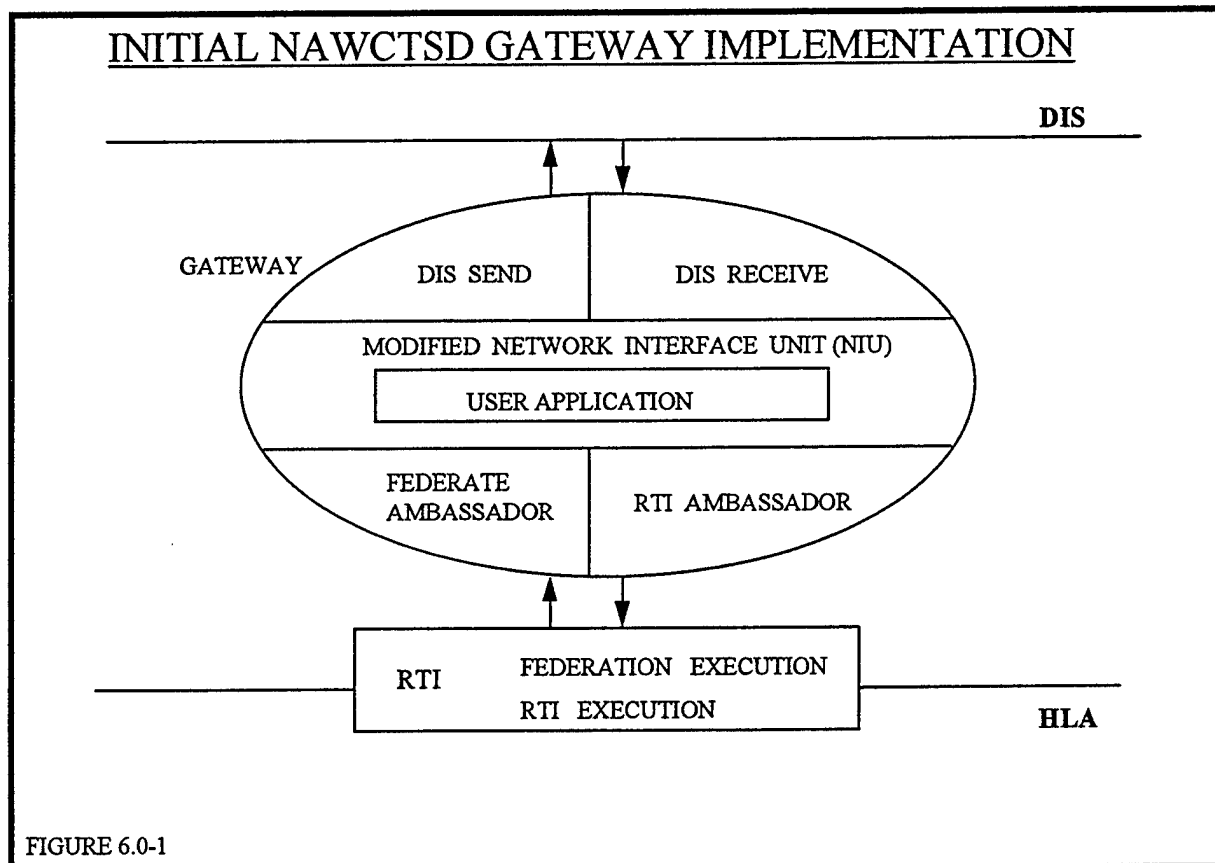 INITIAL NAWCTSD GATEWAY IMPLEMENTATION
DIS
GATEWAY
DIS SEND
DIS RECEIVE
MODIFIED NETWORK INTERFACE UNIT (NIU)
USER APPLICATION
FEDERATE
AMBASSADOR
RTI AMBASSADOR
RTI
FEDERATION EXECUTION
RTI EXECUTION
HLA
FIGURE 6.0-1